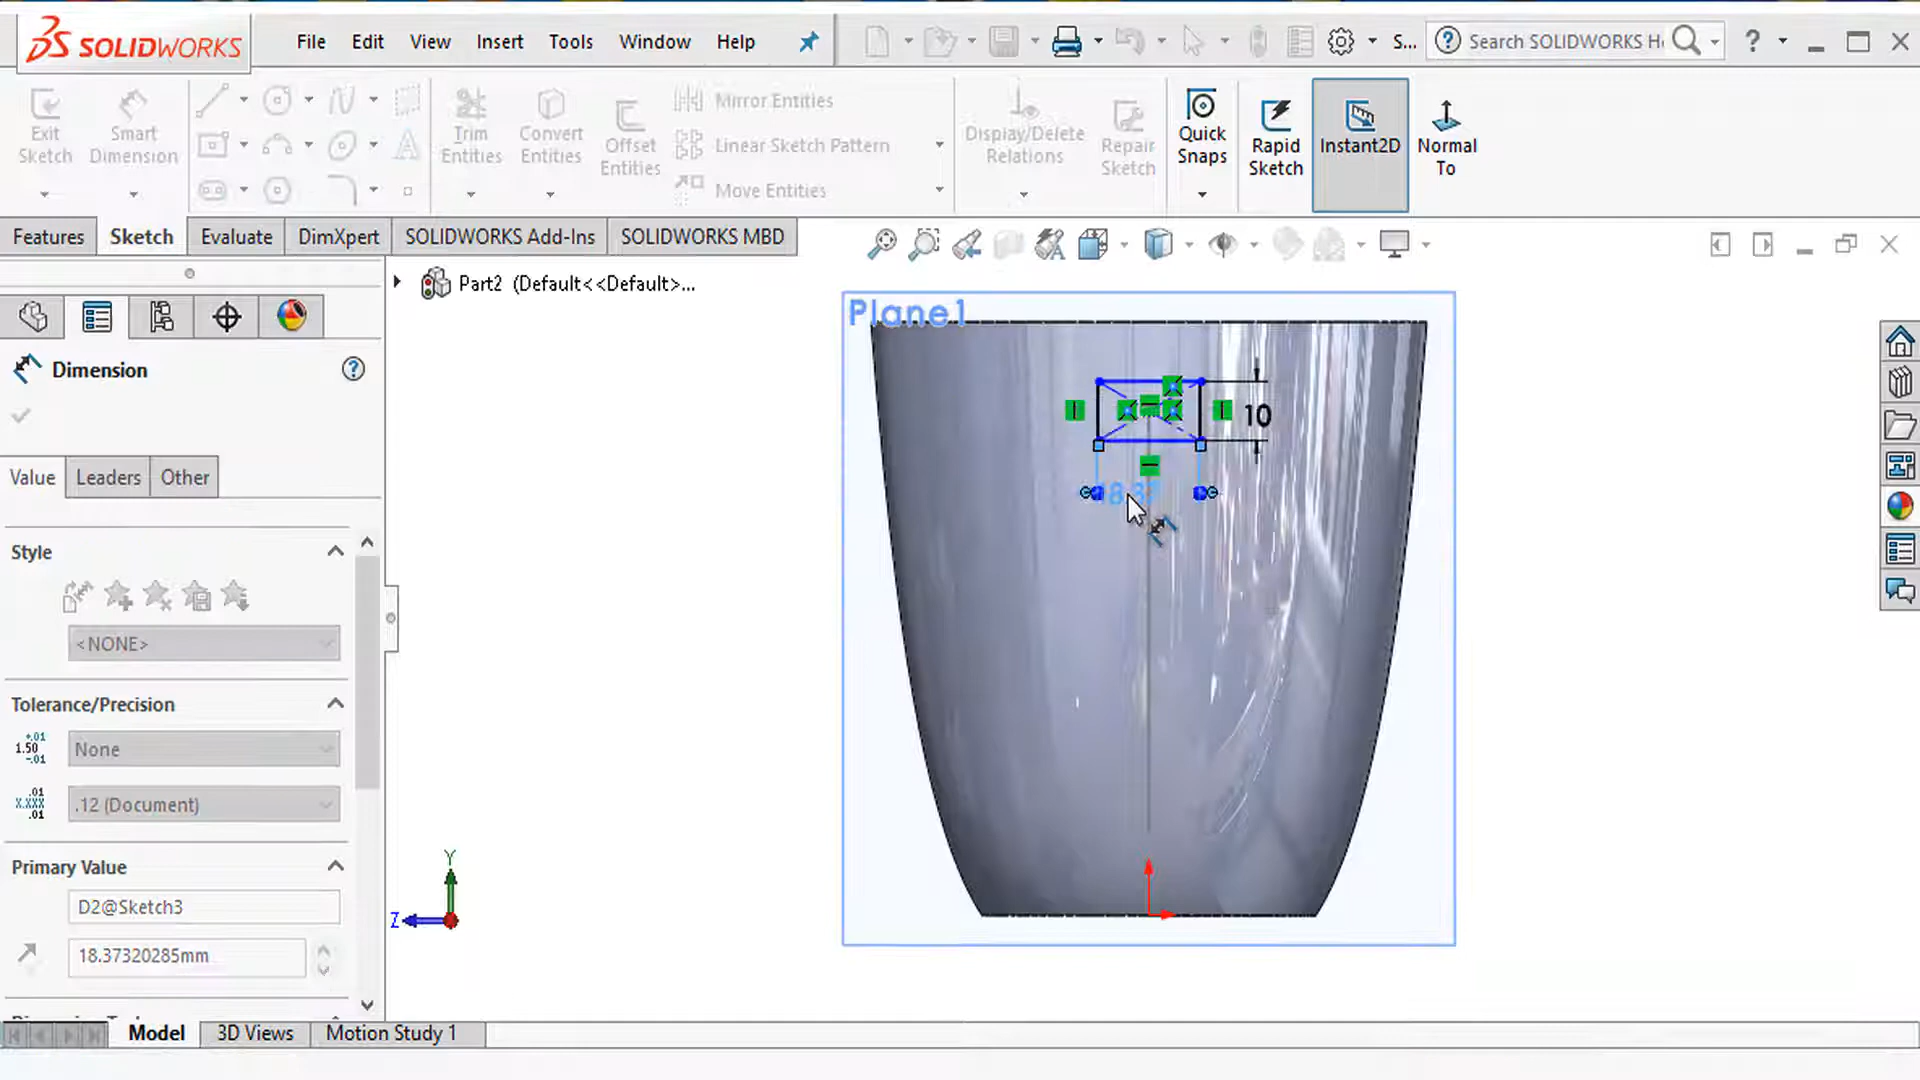 SOLIDWORKS
File Edit View Insert Tools Window Help
S...
Search SOLIDWORKS H
Exit Sketch
Smart Dimension
Trim Entities
Convert Entities
Offset Entities
Mirror Entities
Linear Sketch Pattern
Move Entities
Display/Delete Relations
Repair Sketch
Quick Snaps
Rapid Sketch
Instant2D
Normal To
Features Sketch Evaluate DimXpert SOLIDWORKS Add-Ins SOLIDWORKS MBD
Part2 (Default<<Default>...
Plane1
Dimension
10
18.37
Value Leaders Other
Style
<NONE>
Tolerance/Precision
None
.12 (Document)
Primary Value
D2@Sketch3
18.37320285mm
Y
Z
Model 3D Views Motion Study 1